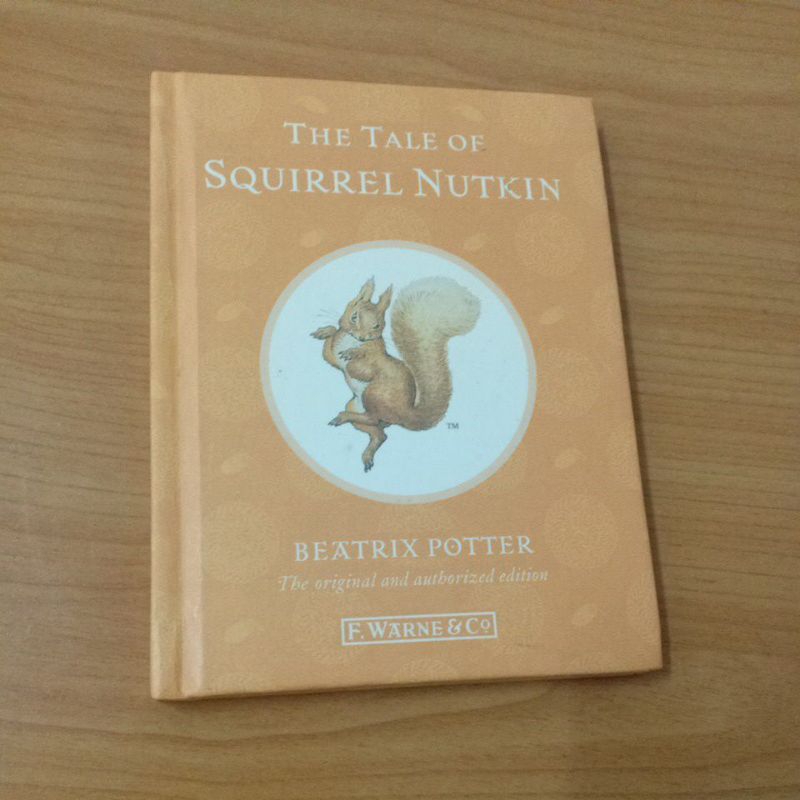 THE TALE OF
SQUIRREL NUTKIN
TM
BEATRIX POTTER
The original and authorized edition
F. WARNE & Co